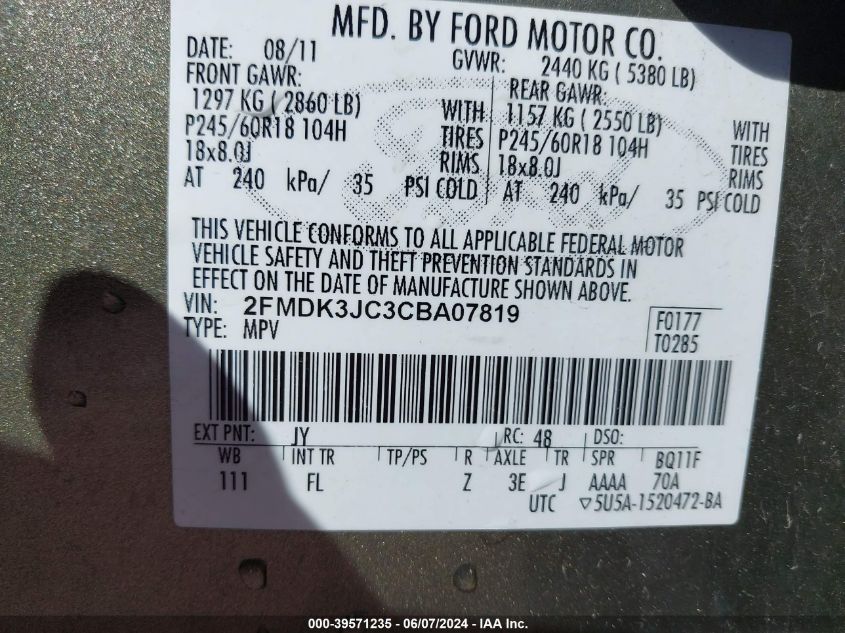 MFD. BY FORD MOTOR CO.
DATE: 08/11 GVWR: 2440 KG ( 5380 LB)
FRONT GAWR: REAR GAWR:
1297 KG ( 2860 LB) WITH 1157 KG ( 2550 LB) WITH
P245/60R18 104H TIRES P245/60R18 104H TIRES
18x8.0J RIMS 18x8.0J RIMS
AT 240 kPa/ 35 PSI COLD AT 240 kPa/ 35 PSI COLD
THIS VEHICLE CONFORMS TO ALL APPLICABLE FEDERAL MOTOR
VEHICLE SAFETY AND THEFT PREVENTION STANDARDS IN
EFFECT ON THE DATE OF MANUFACTURE SHOWN ABOVE.
VIN: 2FMDK3JC3CBA07819
TYPE: MPV
F0177
T0285
EXT PNT: JY RC: 48 DSO:
WB INT TR TP/PS R AXLE TR SPR BQ11F
111 FL Z 3E J AAAA 70A
UTC ▽5U5A-1520472-BA
000-39571235 - 06/07/2024 - IAA Inc.